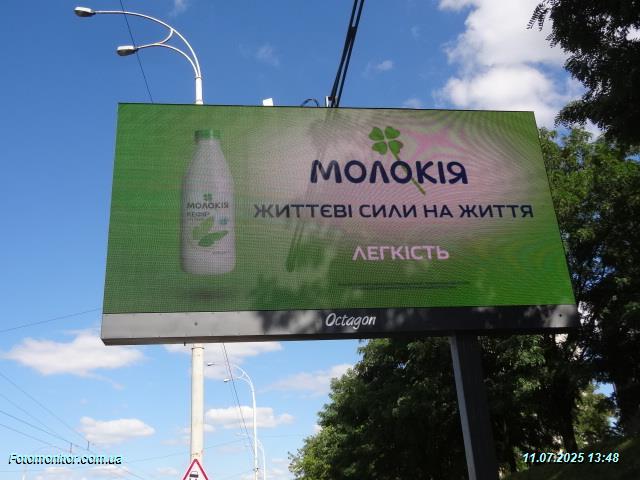 МОЛОКІЯ
МОЛОКІЯ
КЕФІР
ЖИТТЄВІ СИЛИ НА ЖИТТЯ
ЛЕГКІСТЬ
Octagon
Fotomonitor.com.ua
11.07.2025 13:48